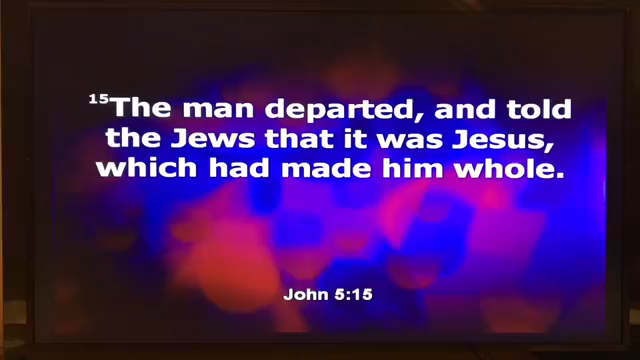 15The man departed, and told
the Jews that it was Jesus,
which had made him whole.
John 5:15